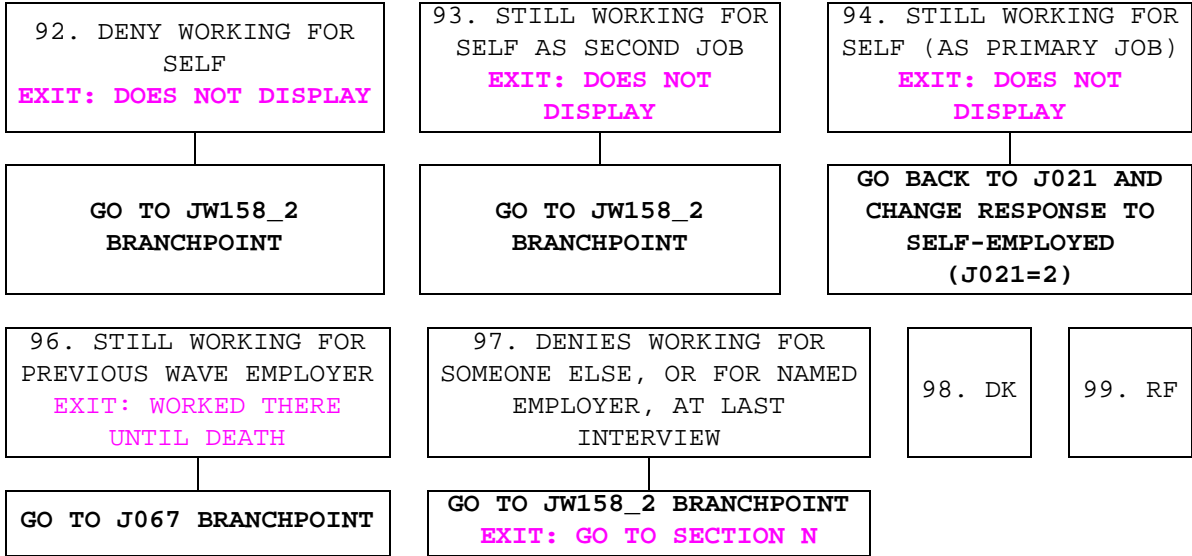 92. DENY WORKING FOR
SELF
EXIT: DOES NOT DISPLAY
93. STILL WORKING FOR
SELF AS SECOND JOB
EXIT: DOES NOT
DISPLAY
94. STILL WORKING FOR
SELF (AS PRIMARY JOB)
EXIT: DOES NOT
DISPLAY
GO TO JW158_2
BRANCHPOINT
GO TO JW158_2
BRANCHPOINT
GO BACK TO J021 AND
CHANGE RESPONSE TO
SELF-EMPLOYED
(J021=2)
96. STILL WORKING FOR
PREVIOUS WAVE EMPLOYER
EXIT: WORKED THERE
UNTIL DEATH
97. DENIES WORKING FOR
SOMEONE ELSE, OR FOR NAMED
EMPLOYER, AT LAST
INTERVIEW
98. DK
99. RF
GO TO J067 BRANCHPOINT
GO TO JW158_2 BRANCHPOINT
EXIT: GO TO SECTION N